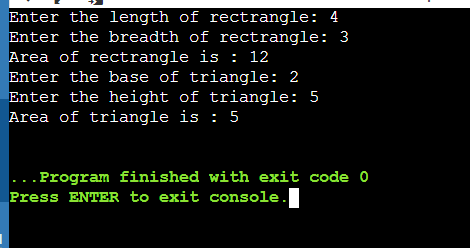 Enter the length of rectrangle: 4
Enter the breadth of rectrangle: 3
Area of rectrangle is : 12
Enter the base of triangle: 2
Enter the height of triangle: 5
Area of triangle is : 5
...Program finished with exit code 0
Press ENTER to exit console.